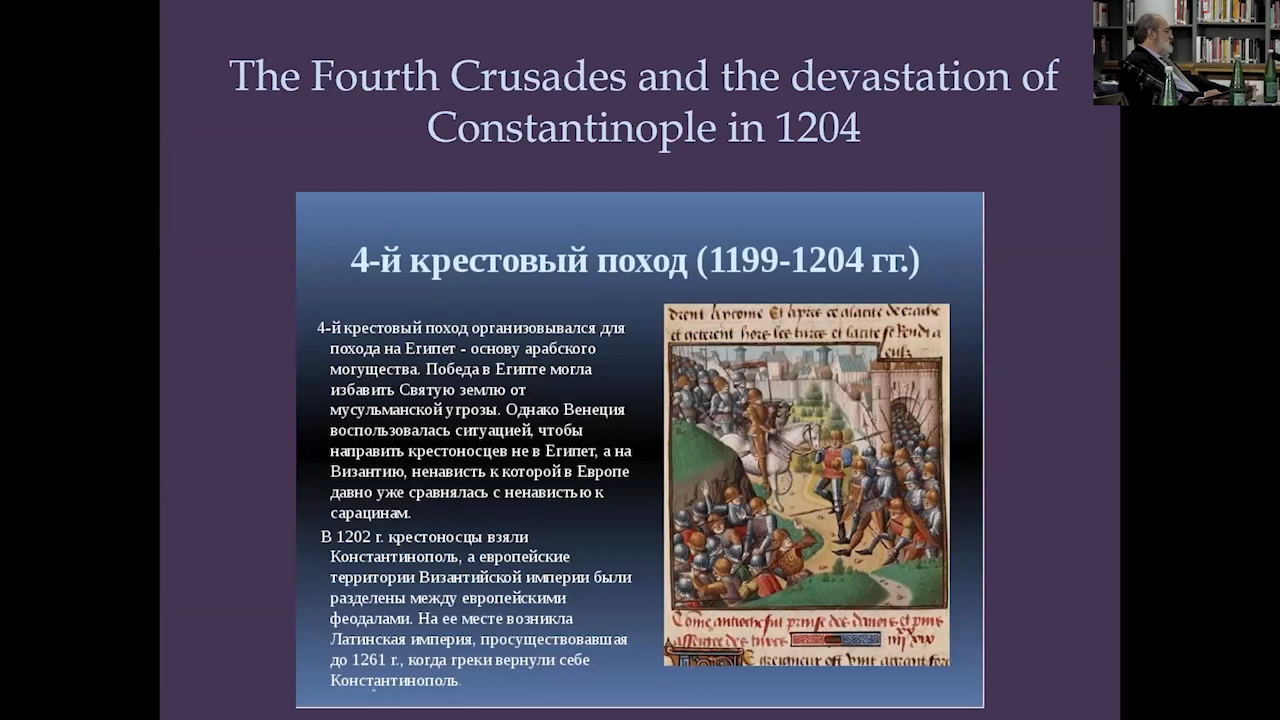 The Fourth Crusades and the devastation of
Constantinople in 1204
4-й крестовый поход (1199-1204 гг.)
4-й крестовый поход организовывался для
похода на Египет - основу арабского
могущества. Победа в Египте могла
избавить Святую землю от
мусульманской угрозы. Однако Венеция
воспользовалась ситуацией, чтобы
направить крестоносцев не в Египет, а на
Византию, ненависть к которой в Европе
давно уже сравнялась с ненавистью к
сарацинам.
В 1202 г. крестоносцы взяли
Константинополь, а европейские
территории Византийской империи были
разделены между европейскими
феодалами. На ее месте возникла
Латинская империя, просуществовавшая
до 1261 г., когда греки вернули себе
Константинополь.